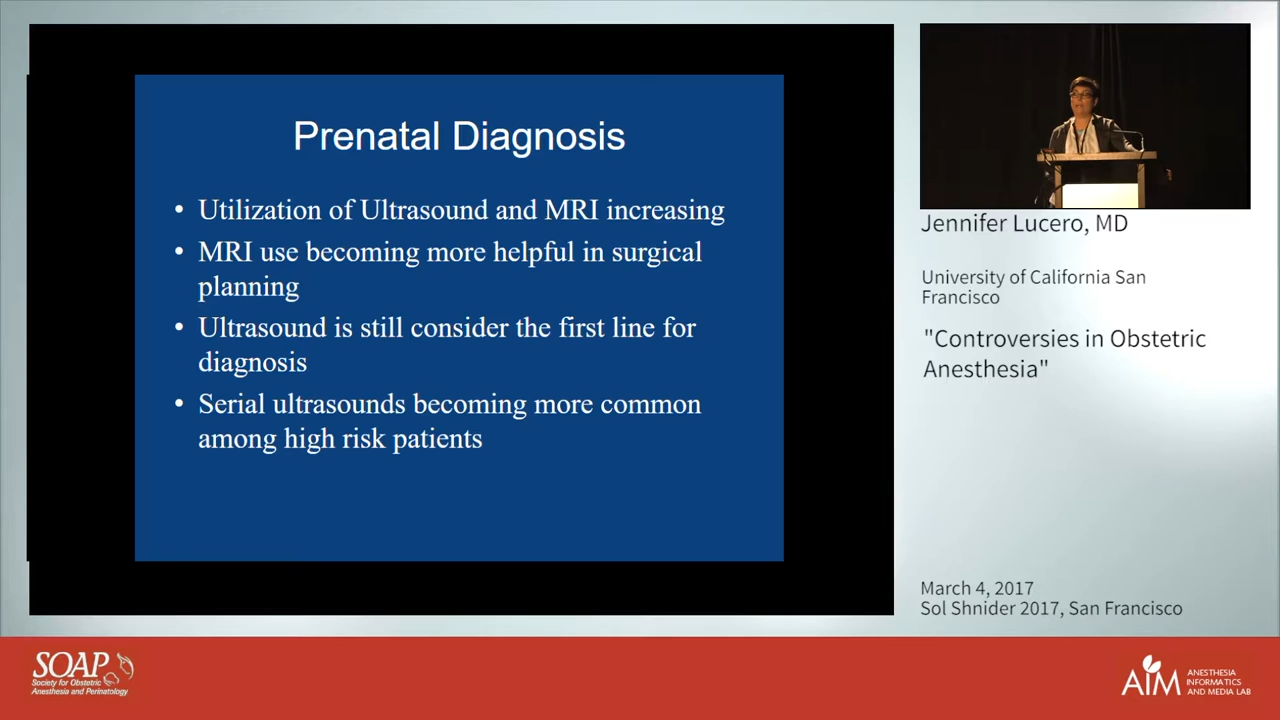 Prenatal Diagnosis
• Utilization of Ultrasound and MRI increasing
• MRI use becoming more helpful in surgical
planning
• Ultrasound is still consider the first line for
diagnosis
• Serial ultrasounds becoming more common
among high risk patients
Jennifer Lucero, MD
University of California San
Francisco
"Controversies in Obstetric
Anesthesia"
March 4, 2017
Sol Shnider 2017, San Francisco
SOAP
Society for Obstetric
Anesthesia and Perinatology
AIM
ANESTHESIA
INFORMATICS
AND MEDIA LAB